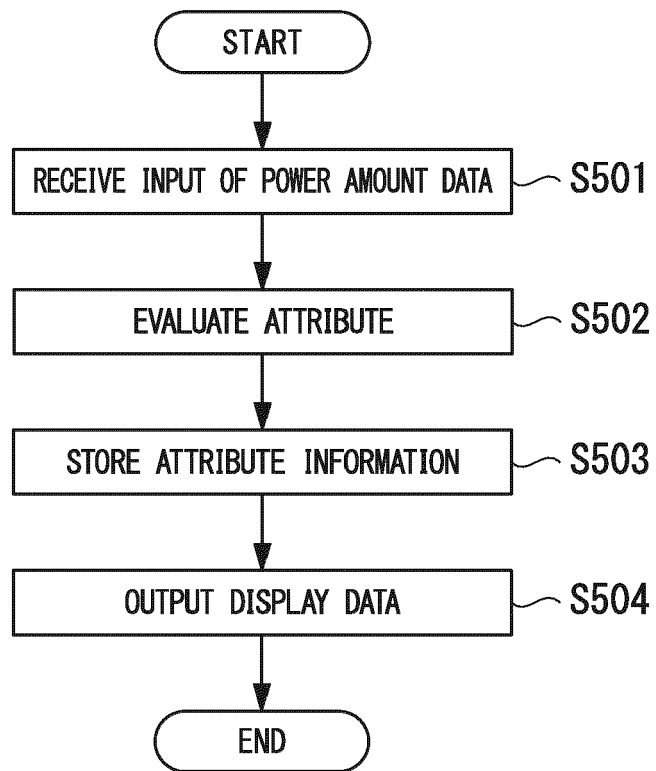 START
RECEIVE INPUT OF POWER AMOUNT DATA S501
EVALUATE ATTRIBUTE S502
STORE ATTRIBUTE INFORMATION S503
OUTPUT DISPLAY DATA S504
END